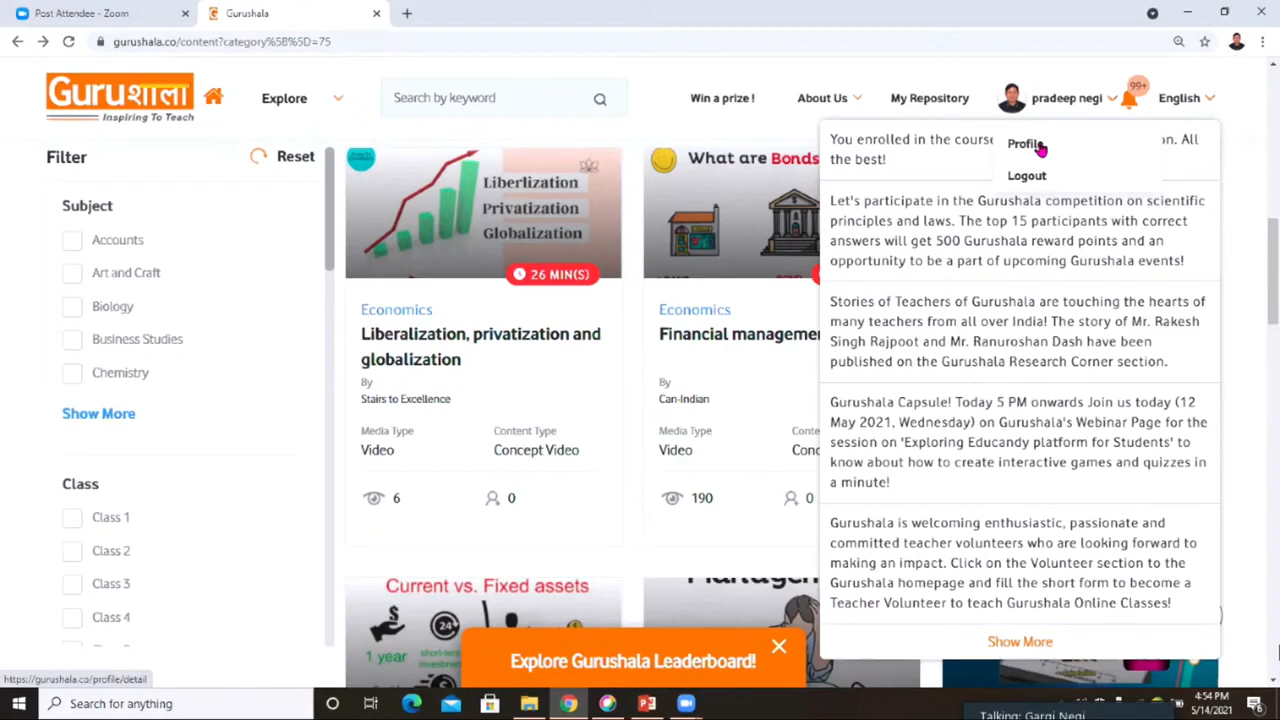 Post Attendee - Zoom
Gurushala
gurushala.co/content?category%5B%5D=75
Guruशाला
Inspiring To Teach
Explore
Search by keyword
Win a prize !
About Us
My Repository
pradeep negi
99+
English
Filter
Reset
Subject
Accounts
Art and Craft
Biology
Business Studies
Chemistry
Show More
Class
Class 1
Class 2
Class 3
Class 4
Liberlization
Privatization
Globalization
26 MIN(S)
Economics
Liberalization, privatization and
globalization
By
Stairs to Excellence
Media Type
Content Type
Video
Concept Video
6
0
What are Bonds
Economics
Financial manageme
By
Can-Indian
Media Type
Conte
Video
Conc
190
0
Profile
Logout
You enrolled in the course on. All
the best!
Let's participate in the Gurushala competition on scientific
principles and laws. The top 15 participants with correct
answers will get 500 Gurushala reward points and an
opportunity to be a part of upcoming Gurushala events!
Stories of Teachers of Gurushala are touching the hearts of
many teachers from all over India! The story of Mr. Rakesh
Singh Rajpoot and Mr. Ranuroshan Dash have been
published on the Gurushala Research Corner section.
Gurushala Capsule! Today 5 PM onwards Join us today (12
May 2021, Wednesday) on Gurushala's Webinar Page for the
session on 'Exploring Educandy platform for Students' to
know about how to create interactive games and quizzes in
a minute!
Gurushala is welcoming enthusiastic, passionate and
committed teacher volunteers who are looking forward to
making an impact. Click on the Volunteer section to the
Gurushala homepage and fill the short form to become a
Teacher Volunteer to teach Gurushala Online Classes!
Show More
Current vs. Fixed assets
24
1 year
short-term
investment
Explore Gurushala Leaderboard!
https://gurushala.co/profile/detail
Search for anything
4:54 PM
5/14/2021
6
Talking: Gargi Negi